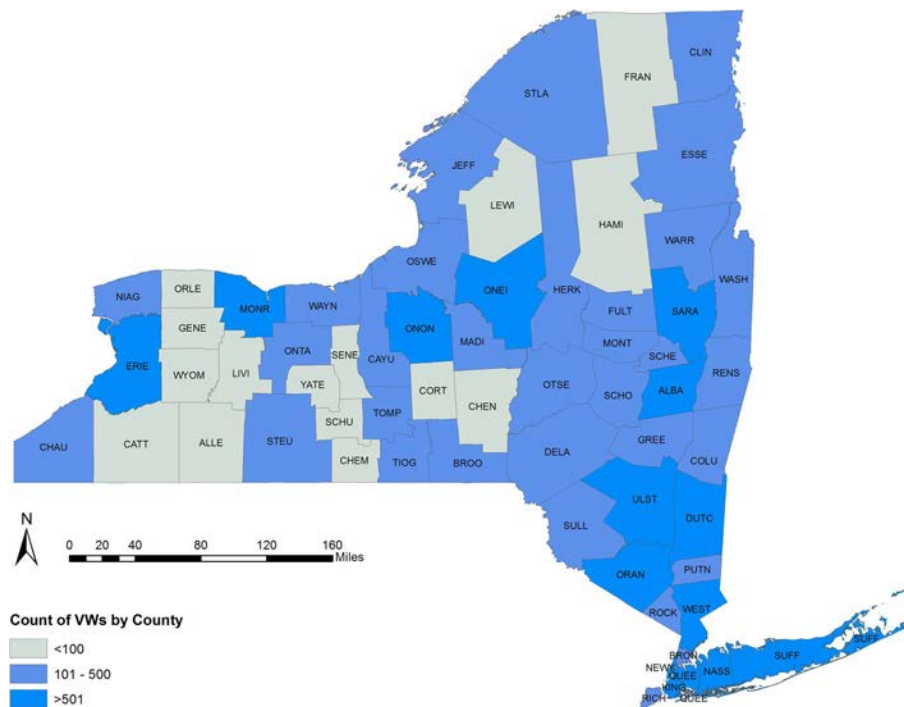 CLIN
FRAN
STLA
ESSE
JEFF
LEWI
HAMI
WARR
OSWE
WASH
ONEI
HERK
NIAG
ORLE
MONR
WAYN
FULT
SARA
GENE
ONON
MADI
MONT
ONTA
SENE
CAYU
SCHE
ERIE
WYOM
LIVI
RENS
YATE
CORT
OTSE
SCHO
ALBA
CHEN
TOMP
SCHU
CHAU
CATT
ALLE
STEU
GREE
DELA
CHEM
TIOG
BROO
COLU
ULST
DUTC
N
SULL
0 20 40 80 120 160
Miles
PUTN
ORAN
WEST
ROCK
Count of VWs by County
<100
SUFF
BRON
SUFF
NEWY
NASS
101 - 500
QUEE
KING
RICH
QUEE
>501